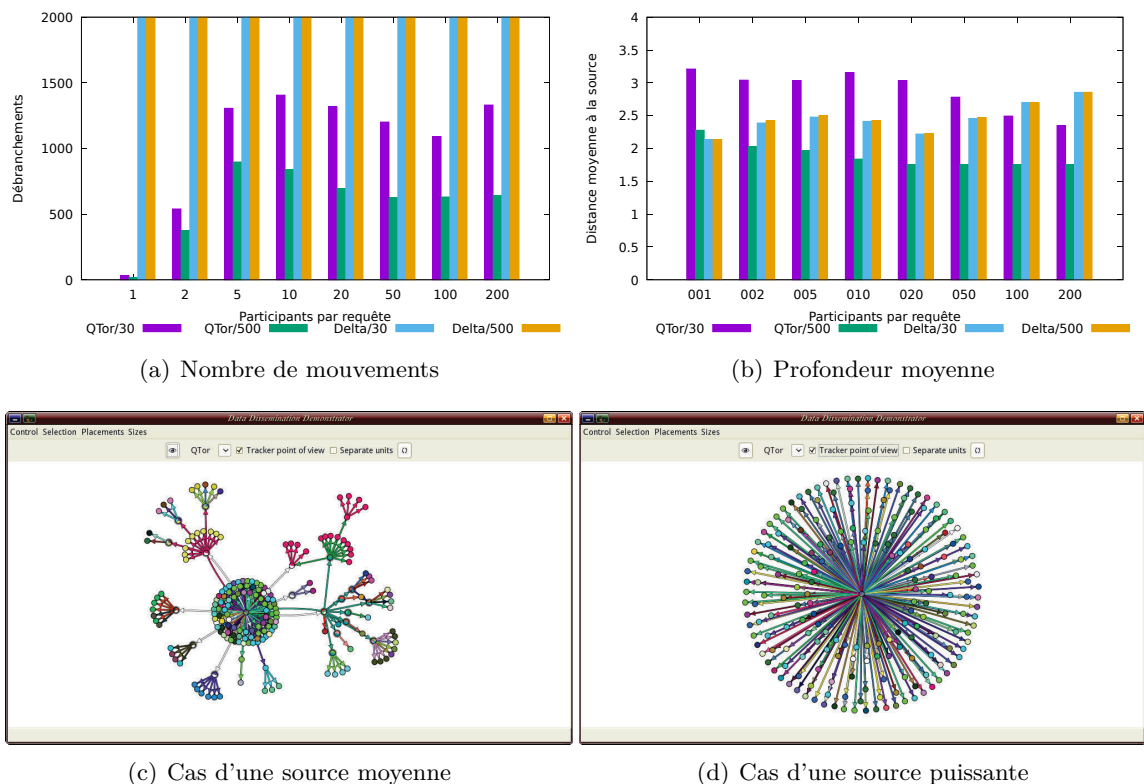 2000
1500
1000
500
0
Débranchements
1 2 5 10 20 50 100 200
Participants par requête
QTor/30 QTor/500 Delta/30 Delta/500
(a) Nombre de mouvements
4
3.5
3
2.5
2
1.5
1
0.5
0
Distance moyenne à la source
001 002 005 010 020 050 100 200
Participants par requête
QTor/30 QTor/500 Delta/30 Delta/500
(b) Profondeur moyenne
Data Dissemination Demonstrator
Control Selection Placements Sizes
QTor Tracker point of view Separate units
(c) Cas d'une source moyenne
Data Dissemination Demonstrator
Control Selection Placements Sizes
QTor Tracker point of view Separate units
(d) Cas d'une source puissante